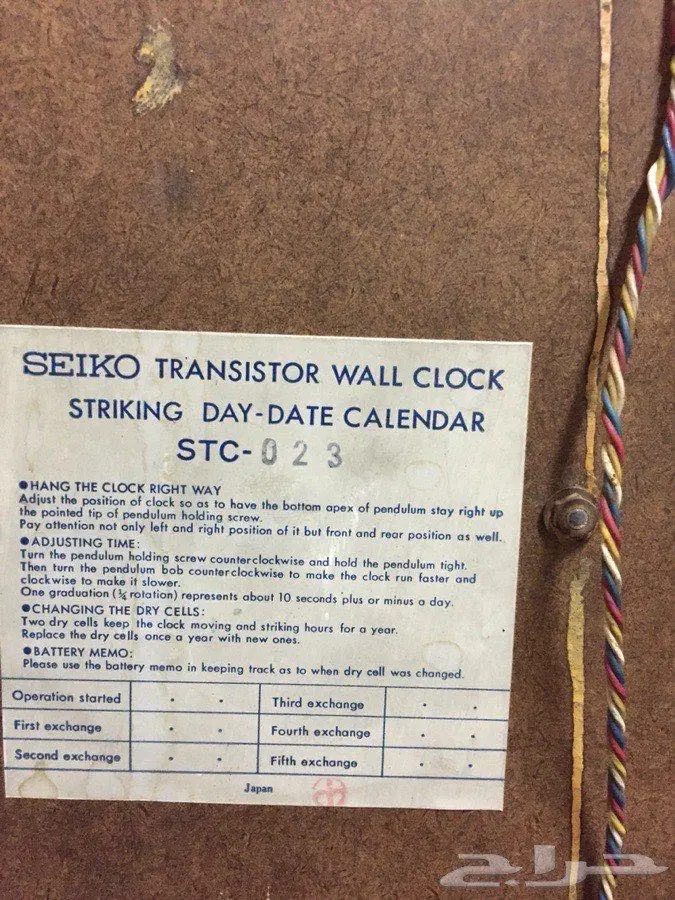 SEIKO TRANSISTOR WALL CLOCK
STRIKING DAY-DATE CALENDAR
STC-023
●HANG THE CLOCK RIGHT WAY
Adjust the position of clock so as to have the bottom apex of pendulum stay right up
the pointed tip of pendulum holding screw.
Pay attention not only left and right position of it but front and rear position as well.
●ADJUSTING TIME:
Turn the pendulum holding screw counterclockwise and hold the pendulum tight.
Then turn the pendulum bob counterclockwise to make the clock run faster and
clockwise to make it slower.
One graduation (¼ rotation) represents about 10 seconds plus or minus a day.
●CHANGING THE DRY CELLS:
Two dry cells keep the clock moving and striking hours for a year.
Replace the dry cells once a year with new ones.
●BATTERY MEMO:
Please use the battery memo in keeping track as to when dry cell was changed.
Operation started . . Third exchange . .
First exchange . . Fourth exchange . .
Second exchange . . Fifth exchange . .
Japan
حراج